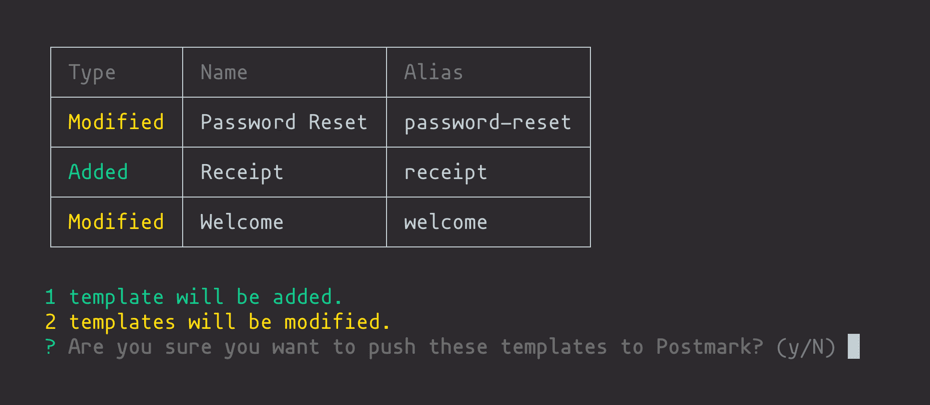 Type Name Alias
Modified Password Reset password-reset
Added Receipt receipt
Modified Welcome welcome
1 template will be added.
2 templates will be modified.
? Are you sure you want to push these templates to Postmark? (y/N)